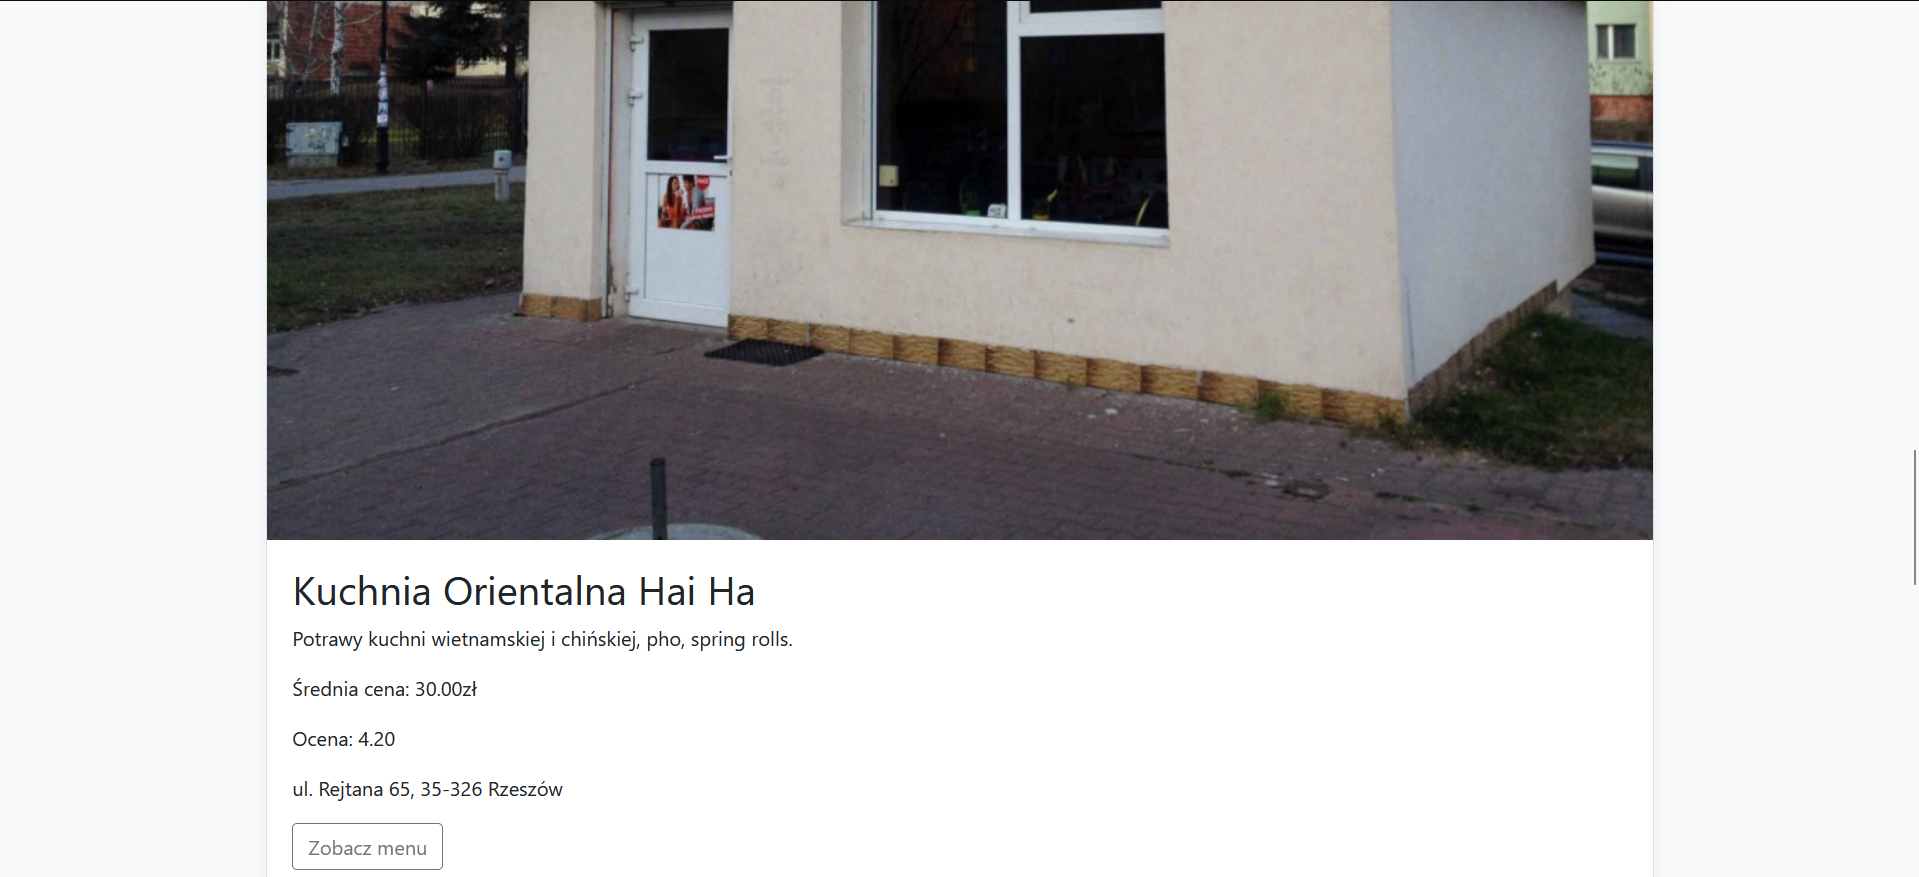 Kuchnia Orientalna Hai Ha
Potrawy kuchni wietnamskiej i chińskiej, pho, spring rolls.
Średnia cena: 30.00zł
Ocena: 4.20
ul. Rejtana 65, 35-326 Rzeszów
Zobacz menu